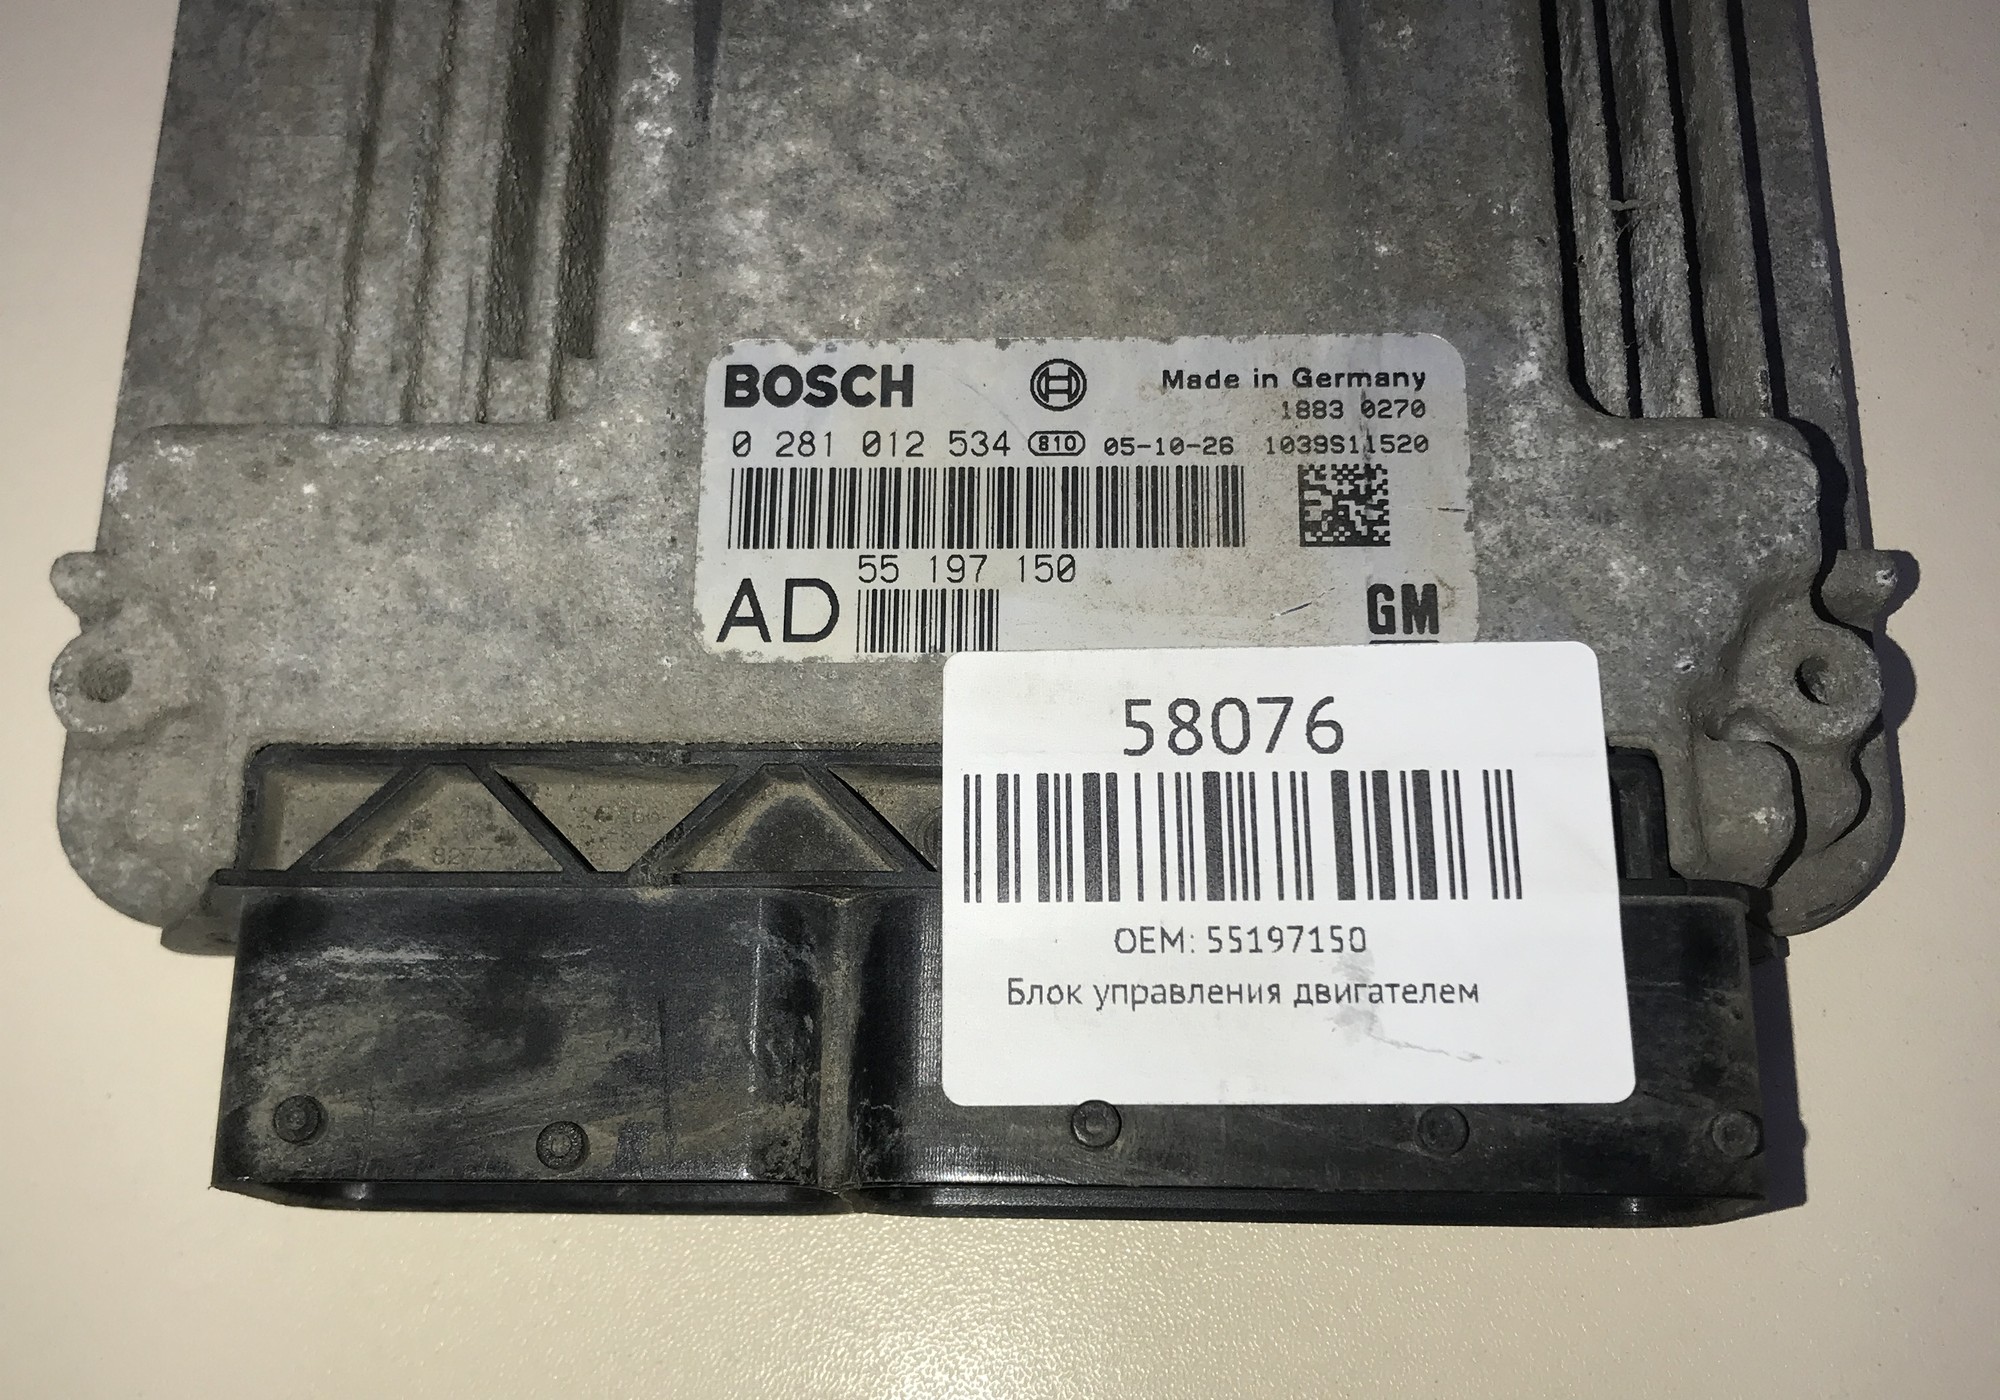 BOSCH Made in Germany
1883 0270
0 281 012 534 810 05-10-26 1039S11520
55 197 150
AD
GM
58076
OEM: 55197150
Блок управления двигателем